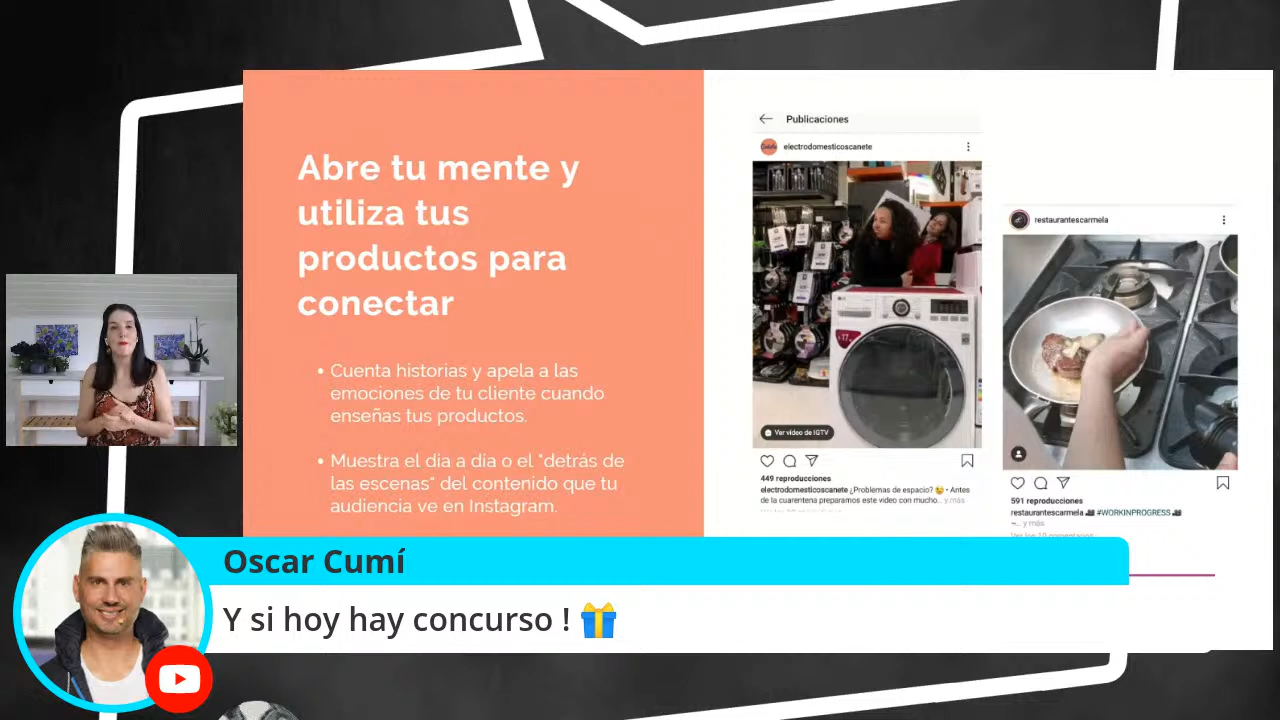 Abre tu mente y
utiliza tus
productos para
conectar
• Cuenta historias y apela a las
emociones de tu cliente cuando
enseñas tus productos.
• Muestra el día a día o el "detrás de
las escenas" del contenido que tu
audiencia ve en Instagram.
Publicaciones
electrodomesticoscanete
LG
Ver vídeo de IGTV
449 reproducciones
electrodomesticoscanete ¿Problemas de espacio? 😉 • Antes
de la cuarentena preparamos este video con mucho... y más
restaurantescarmela
591 reproducciones
restaurantescarmela 🎥 #WORKINPROGRESS 🎥
~... y más
Oscar Cumí
Y si hoy hay concurso ! 🎁